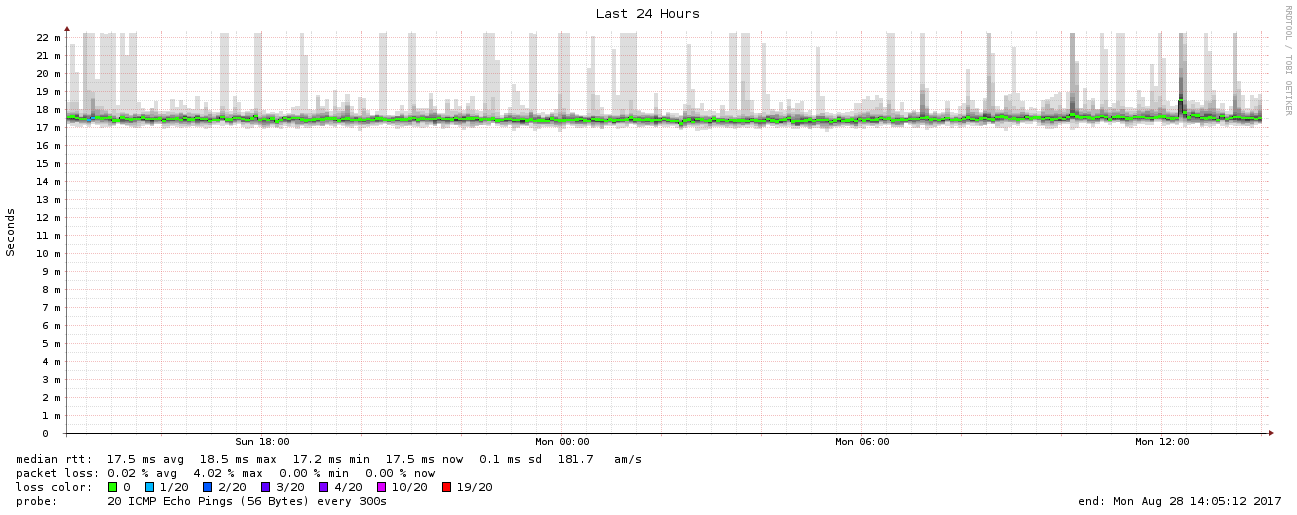 Last 24 Hours
RRDTOOL / TOBI OETIKER
Seconds
22 m
21 m
20 m
19 m
18 m
17 m
16 m
15 m
14 m
13 m
12 m
11 m
10 m
9 m
8 m
7 m
6 m
5 m
4 m
3 m
2 m
1 m
0
Sun 18:00 Mon 00:00 Mon 06:00 Mon 12:00
median rtt: 17.5 ms avg 18.5 ms max 17.2 ms min 17.5 ms now 0.1 ms sd 181.7 am/s
packet loss: 0.02 % avg 4.02 % max 0.00 % min 0.00 % now
loss color: 0 1/20 2/20 3/20 4/20 10/20 19/20
probe: 20 ICMP Echo Pings (56 Bytes) every 300s end: Mon Aug 28 14:05:12 2017